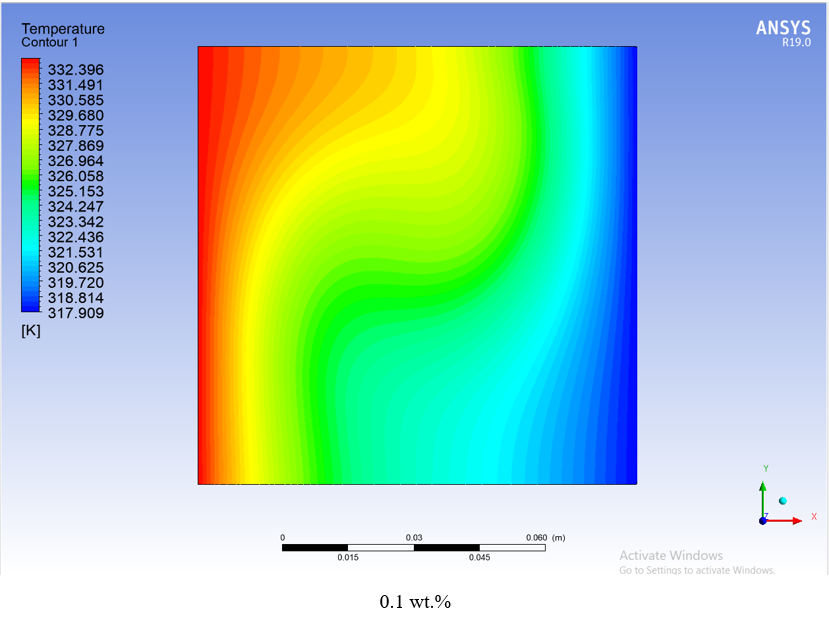 Temperature
Contour 1
ANSYS
R19.0
332.396
331.491
330.585
329.680
328.775
327.869
326.964
326.058
325.153
324.247
323.342
322.436
321.531
320.625
319.720
318.814
317.909
[K]
Y
Z
X
0 0.03 0.060 (m)
0.015 0.045
Activate Windows
Go to Settings to activate Windows.
0.1 wt.%